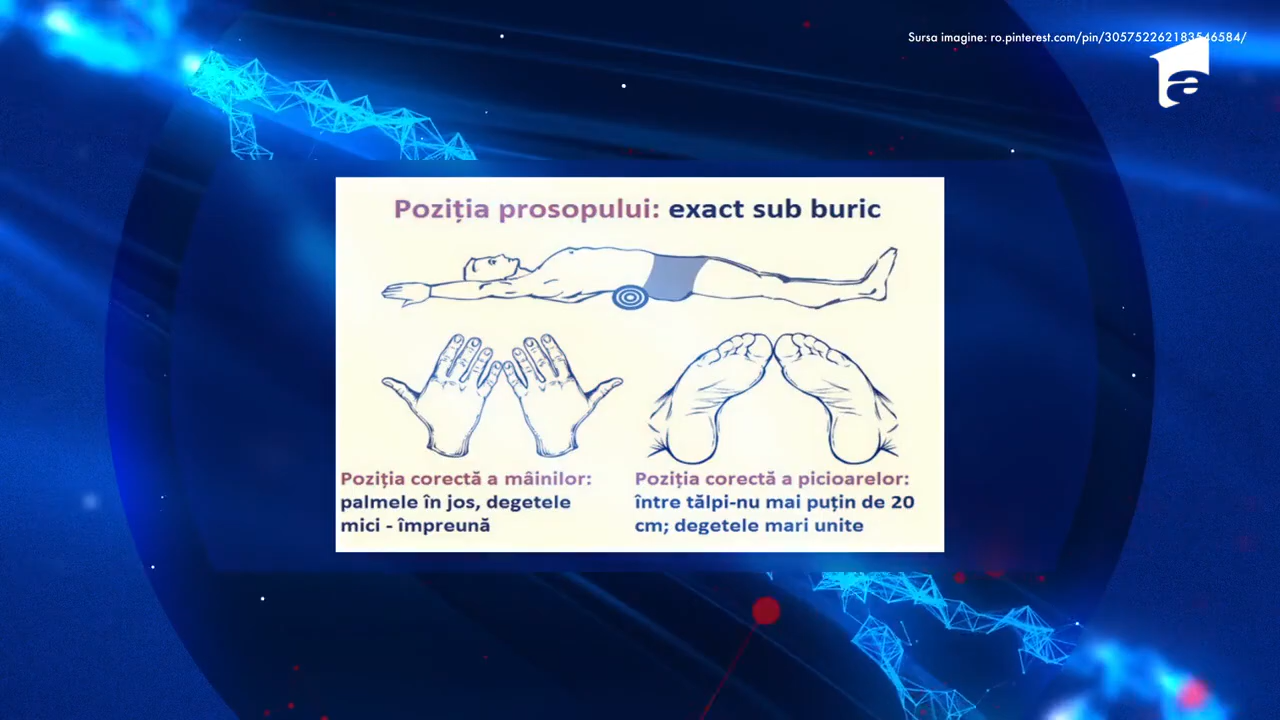 Sursa imagine: ro.pinterest.com/pin/305752262183546584/
a
Poziția prosopului: exact sub buric
Poziția corectă a mâinilor:
palmele în jos, degetele
mici - împreună
Poziția corectă a picioarelor:
între tălpi-nu mai puțin de 20
cm; degetele mari unite